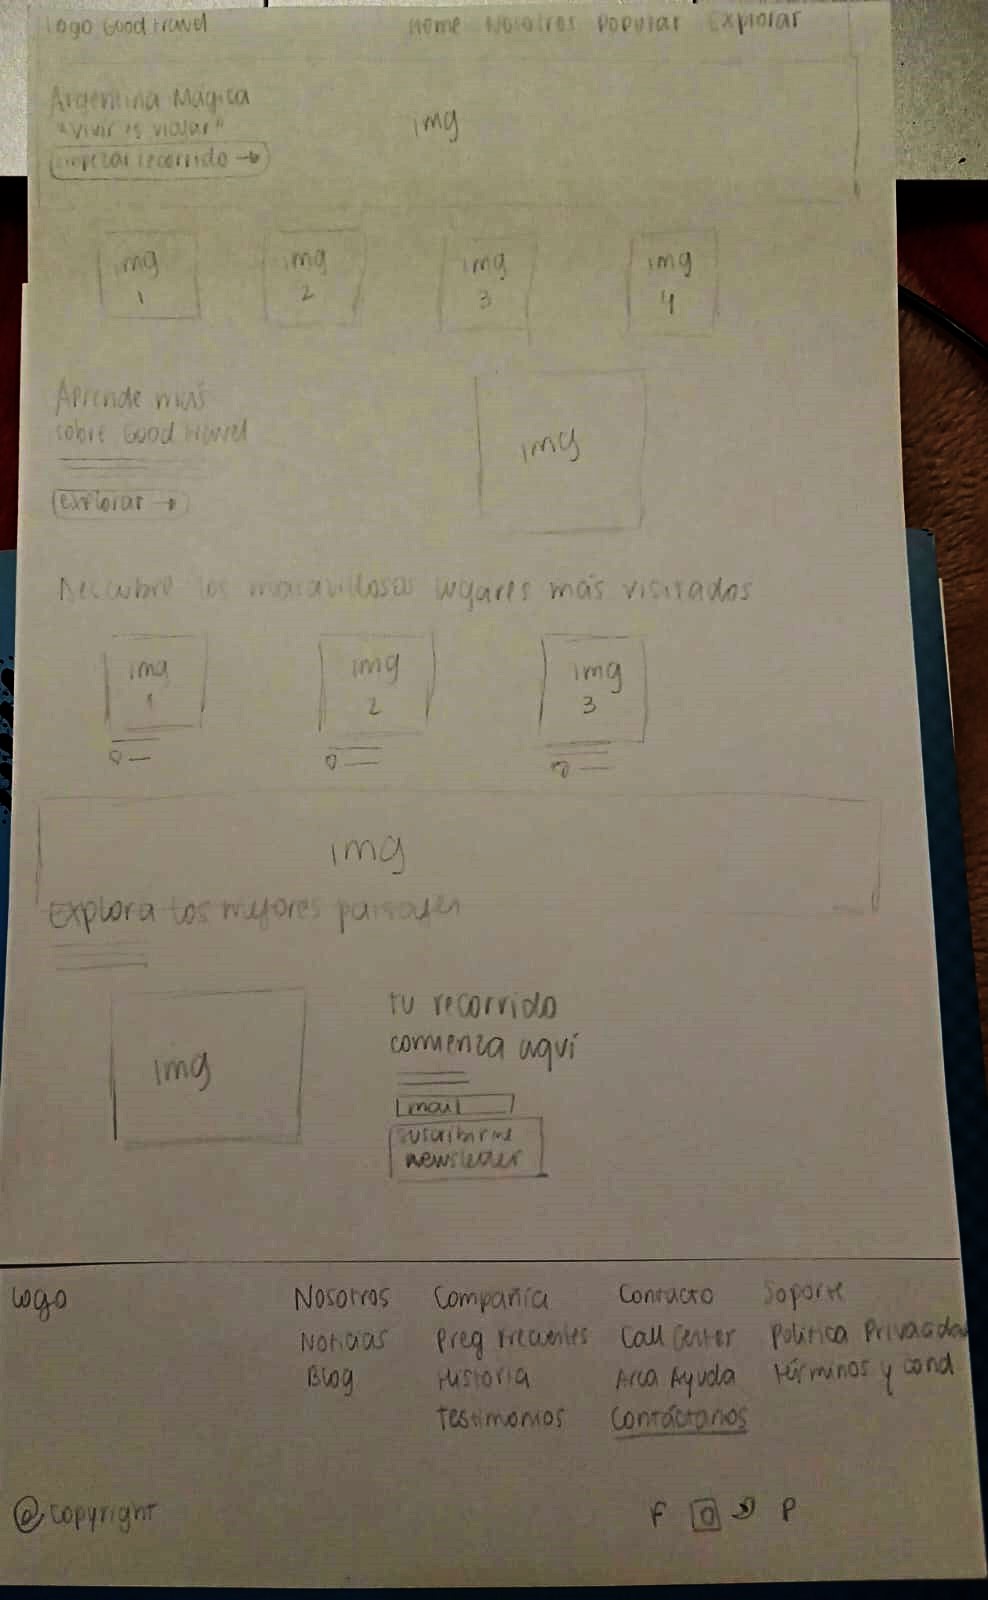 Logo Good travel
Home Nosotros Popular Explorar
Argentina Mágica
"vivir es viajar"
empezar recorrido →
img
img
1
img
2
img
3
img
4
Aprende más
sobre Good travel
explorar →
img
Descubre los maravillosos lugares más visitados
img
1
img
2
img
3
img
Explora los mejores paisajes
img
tu recorrido
comienza aquí
mail
suscribirme
newsletter
Logo
Nosotros
Noticias
Blog
Compañia
Preg Frecuentes
Historia
Testimonios
Contacto
Call Center
Area Ayuda
Contáctanos
Soporte
Politica Privacidad
términos y cond
@ Copyright
F P